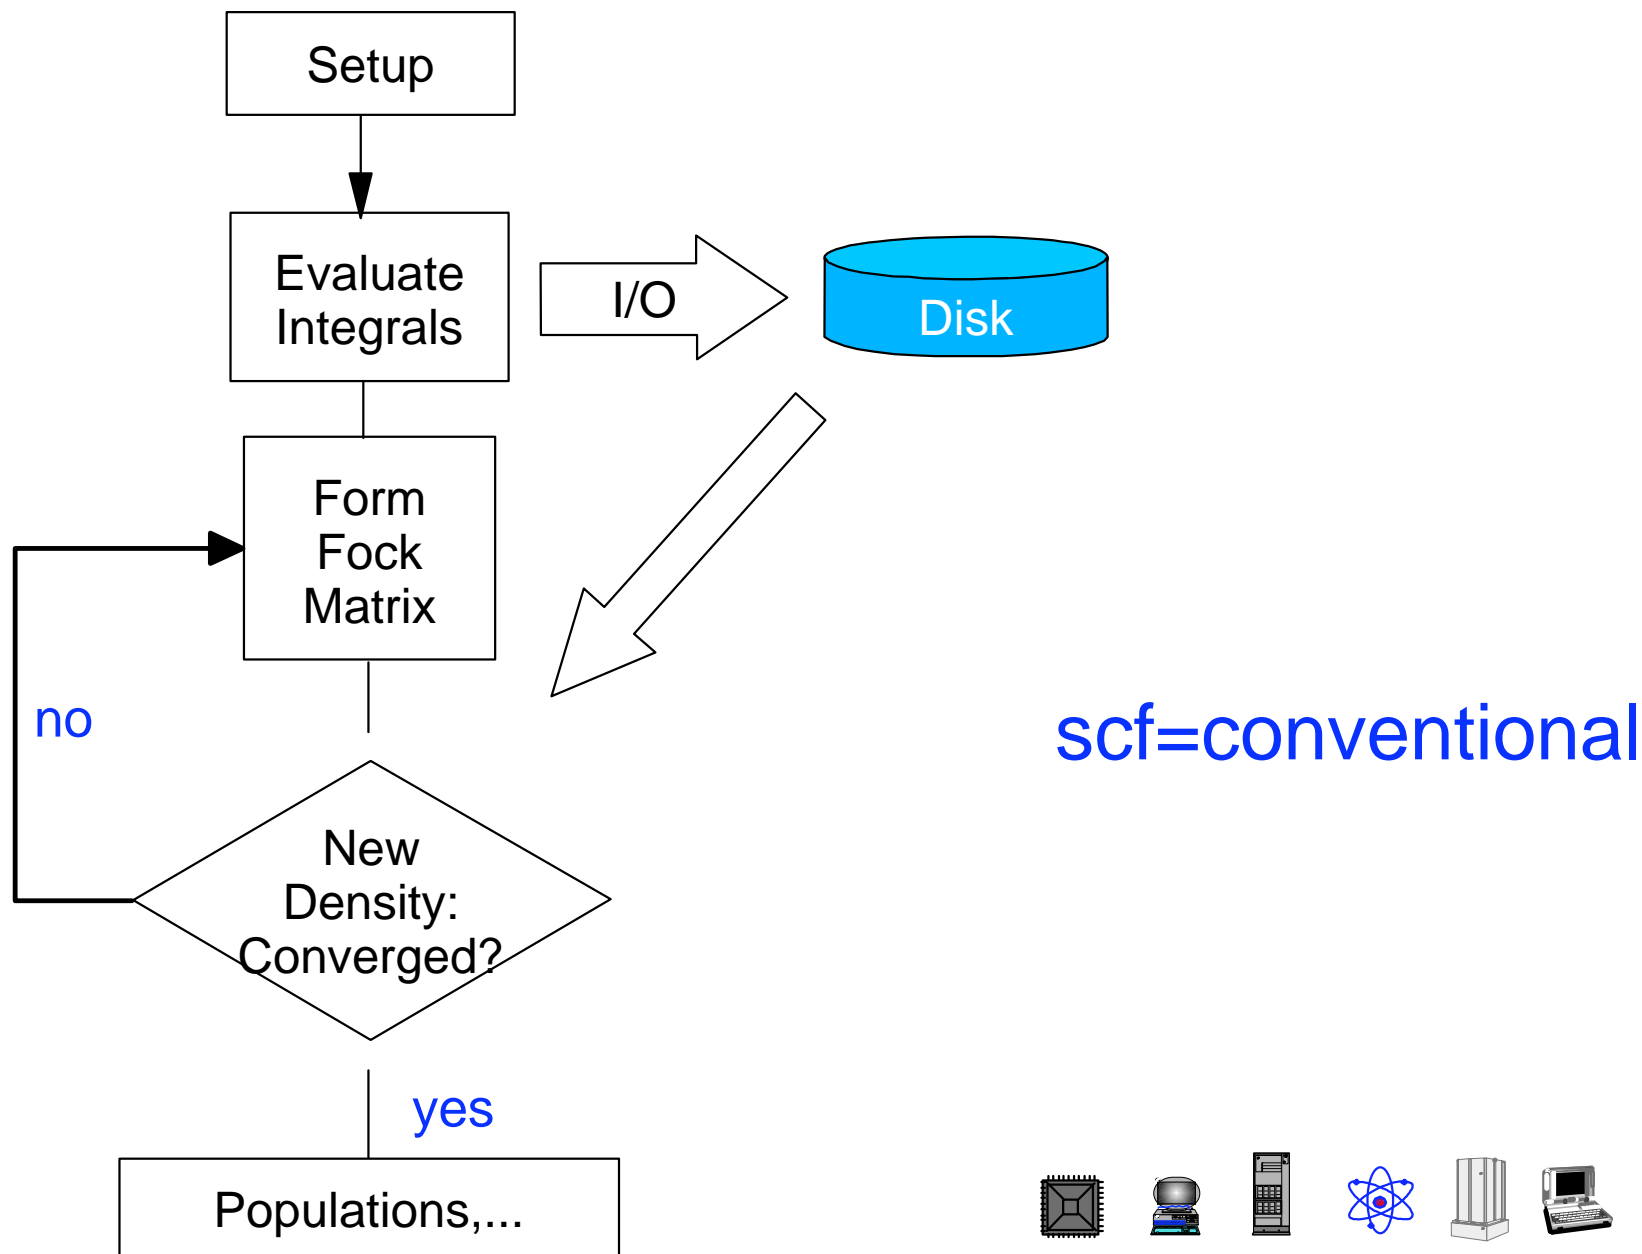 Setup
Evaluate
Integrals
I/O
Disk
Form
Fock
Matrix
no
scf=conventional
New
Density:
Converged?
yes
Populations,...